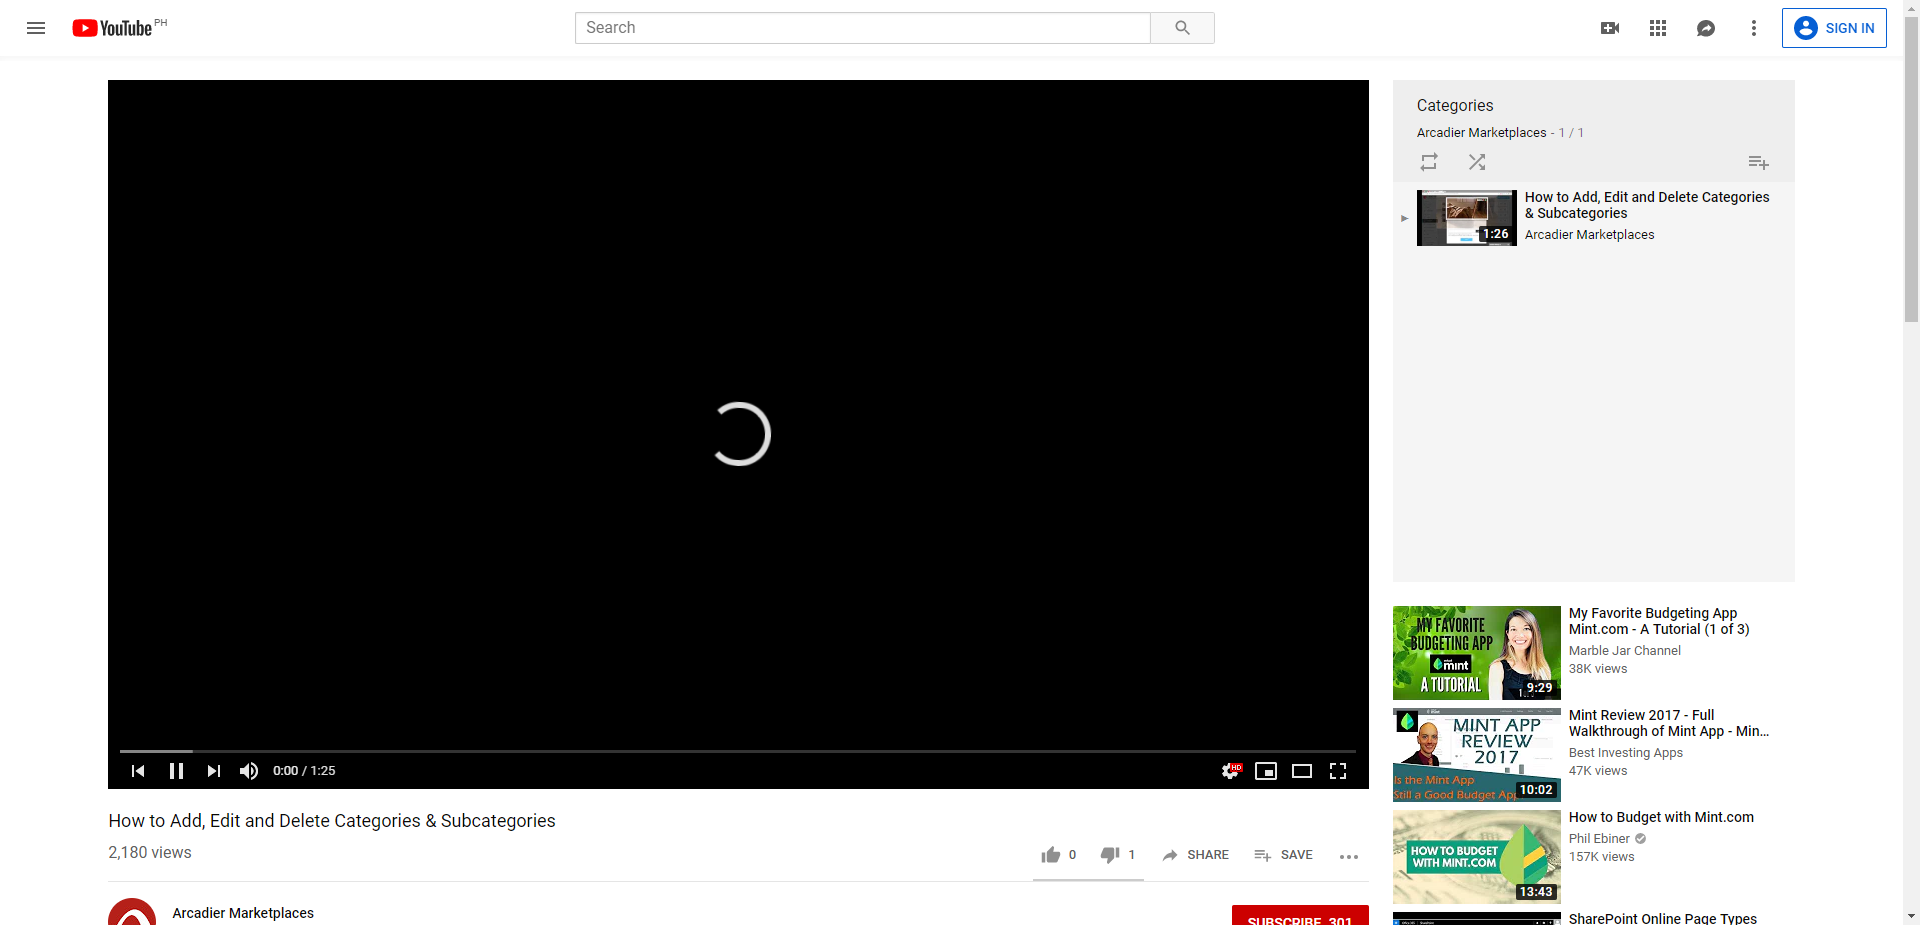 YouTube PH
Search
SIGN IN
Categories
Arcadier Marketplaces - 1 / 1
1:26
How to Add, Edit and Delete Categories
& Subcategories
Arcadier Marketplaces
0:00 / 1:25
HD
How to Add, Edit and Delete Categories & Subcategories
2,180 views
0
1
SHARE
SAVE
Arcadier Marketplaces
SUBSCRIBE 301
MY FAVORITE
BUDGETING APP
mint
A TUTORIAL
9:29
My Favorite Budgeting App
Mint.com - A Tutorial (1 of 3)
Marble Jar Channel
38K views
MINT APP
REVIEW
2017
Is the Mint App
Still a Good Budget App
10:02
Mint Review 2017 - Full
Walkthrough of Mint App - Min...
Best Investing Apps
47K views
HOW TO BUDGET
WITH MINT.COM
13:43
How to Budget with Mint.com
Phil Ebiner
157K views
SharePoint Online Page Types